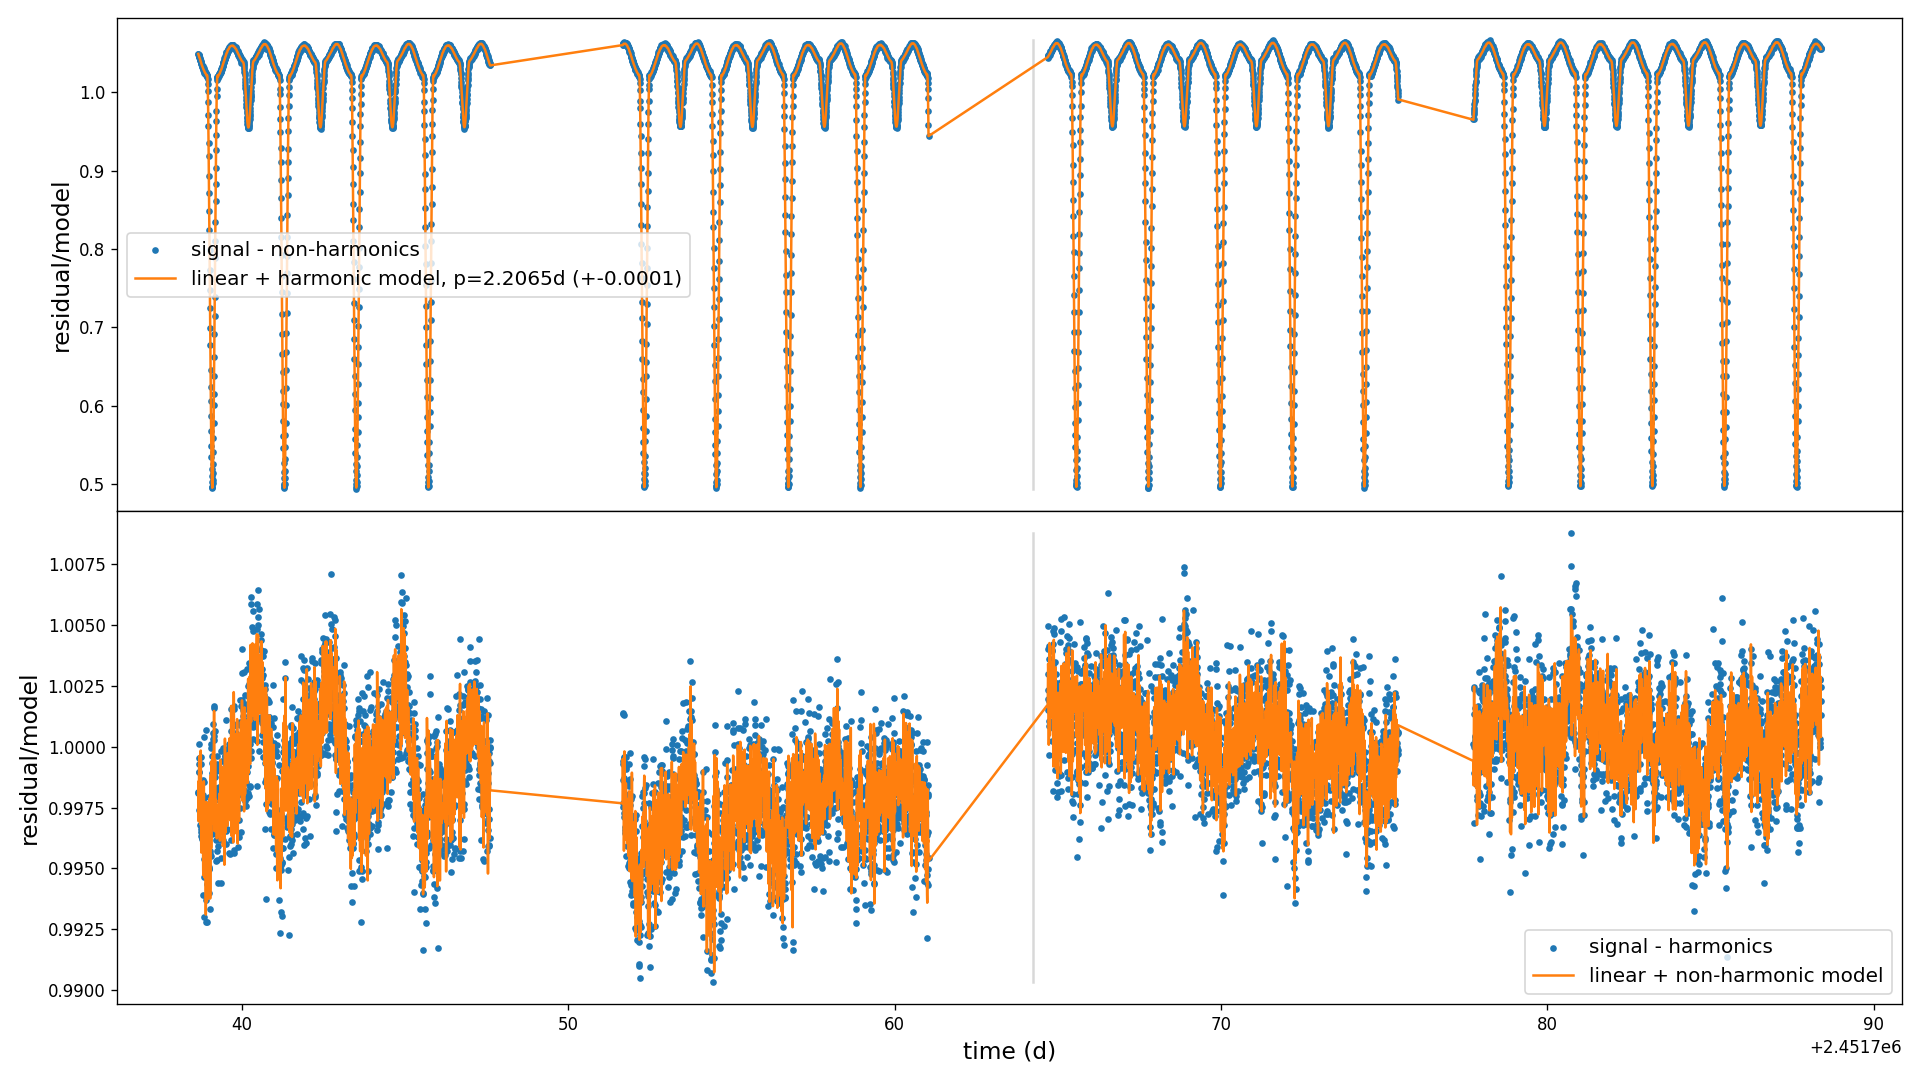 1.0
0.9
0.8
0.7
0.6
0.5
residual/model
signal - non-harmonics
linear + harmonic model, p=2.2065d (+-0.0001)
1.0075
1.0050
1.0025
1.0000
0.9975
0.9950
0.9925
0.9900
residual/model
signal - harmonics
linear + non-harmonic model
40 50 60 70 80 90
time (d)
+2.4517e6